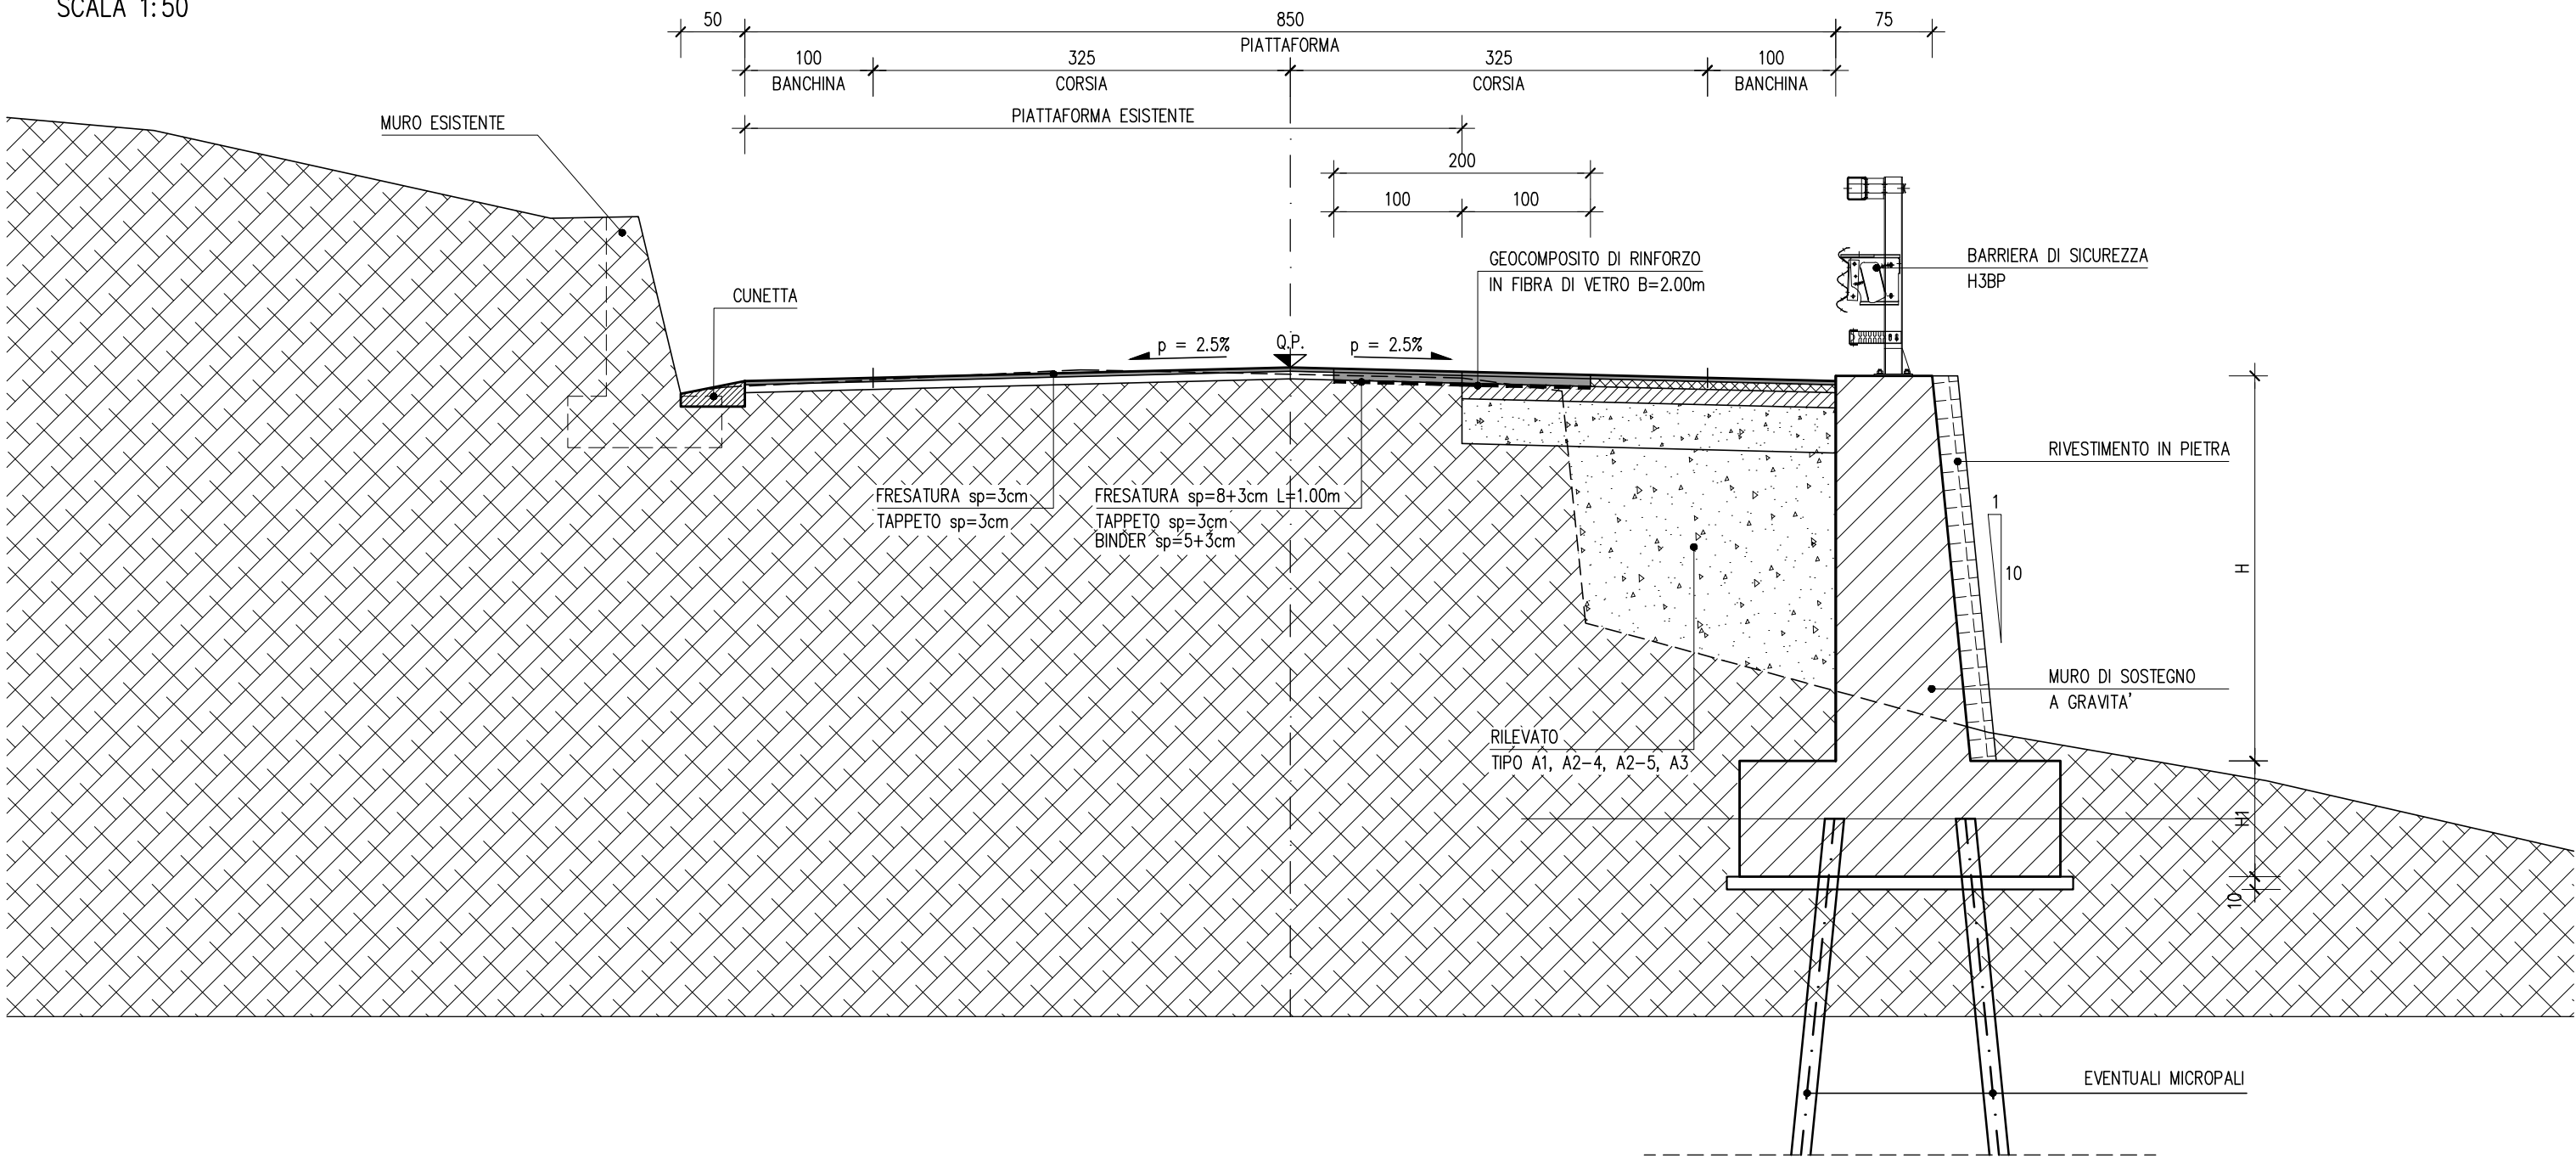 SCALA 1:50
50
850
75
PIATTAFORMA
100
325
325
100
BANCHINA
CORSIA
CORSIA
BANCHINA
PIATTAFORMA ESISTENTE
MURO ESISTENTE
200
100
100
GEOCOMPOSITO DI RINFORZO
IN FIBRA DI VETRO B=2.00m
BARRIERA DI SICUREZZA
H3BP
CUNETTA
p = 2.5%
Q.P.
p = 2.5%
RIVESTIMENTO IN PIETRA
FRESATURA sp=3cm
TAPPETO sp=3cm
FRESATURA sp=8+3cm L=1.00m
TAPPETO sp=3cm
BINDER sp=5+3cm
1
10
H
MURO DI SOSTEGNO
A GRAVITA'
RILEVATO
TIPO A1, A2-4, A2-5, A3
H1
10
EVENTUALI MICROPALI